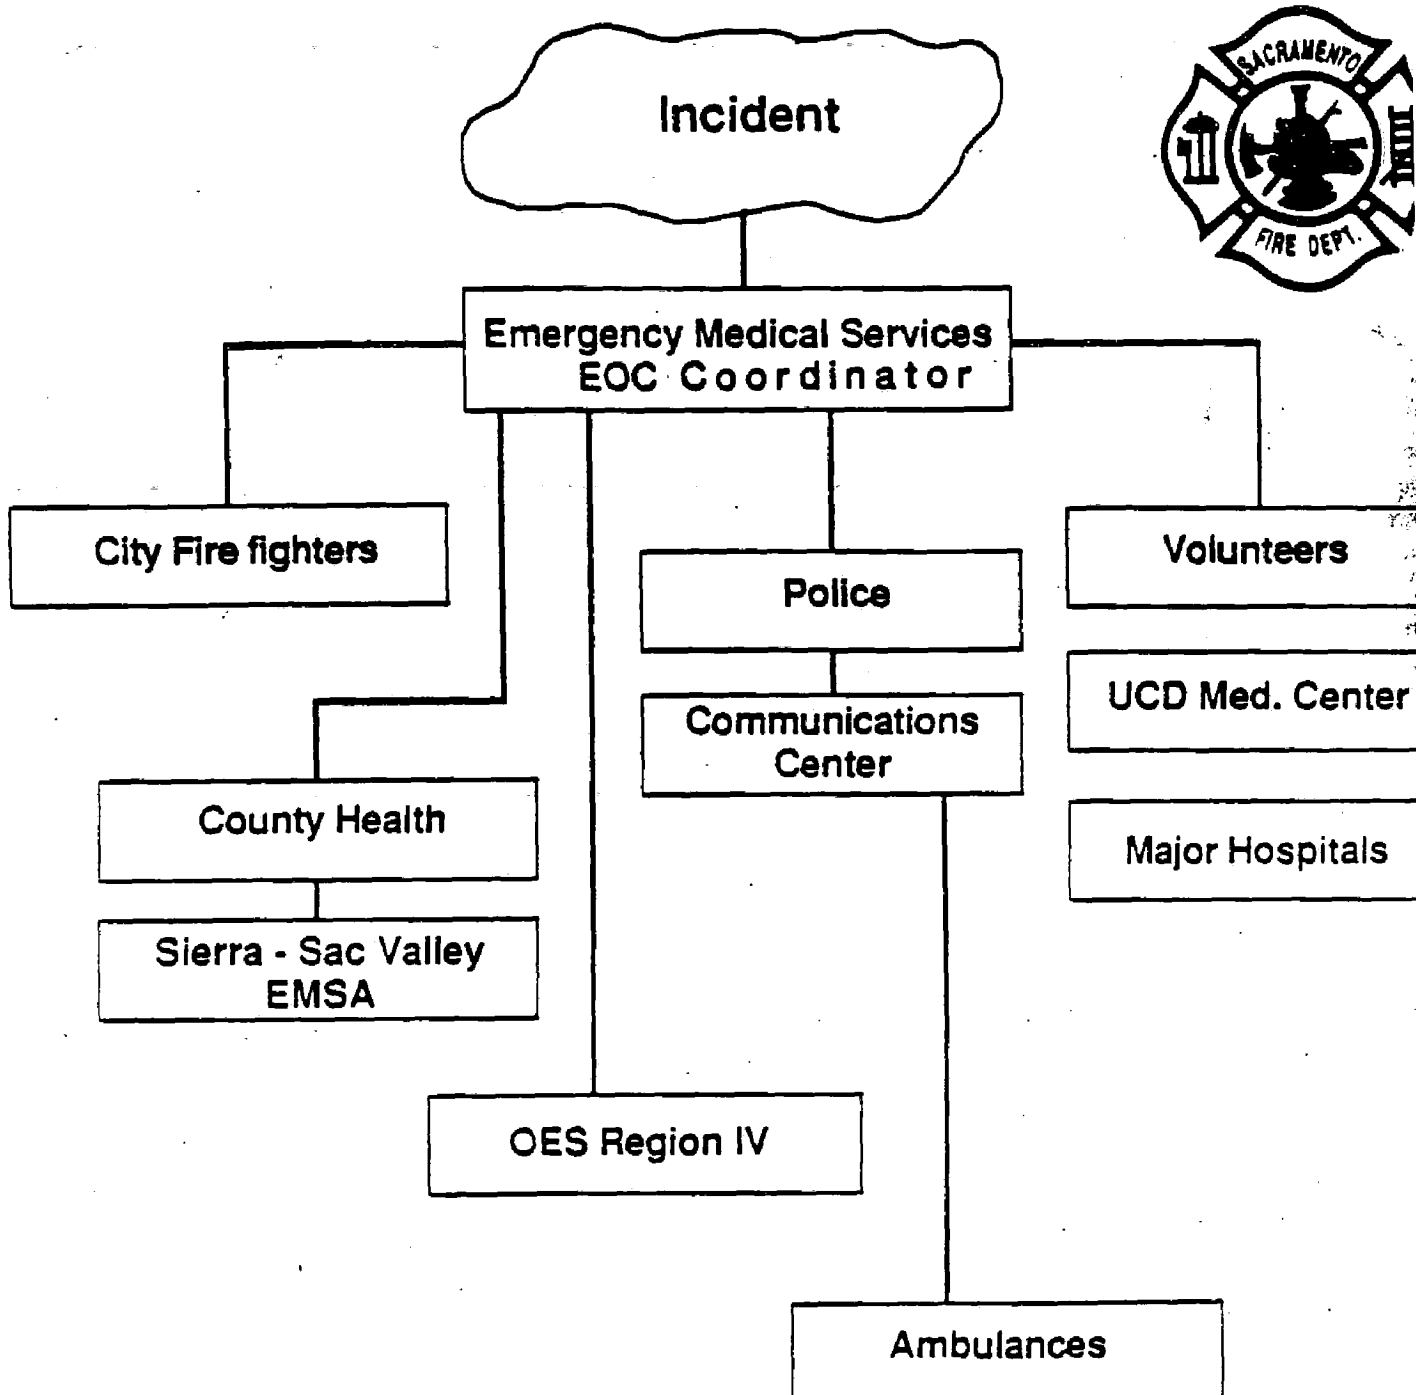 Incident
SACRAMENTO
FIRE DEPT.
Emergency Medical Services
EOC Coordinator
City Fire fighters
Police
Volunteers
Communications
Center
UCD Med. Center
County Health
Major Hospitals
Sierra - Sac Valley
EMSA
OES Region IV
Ambulances